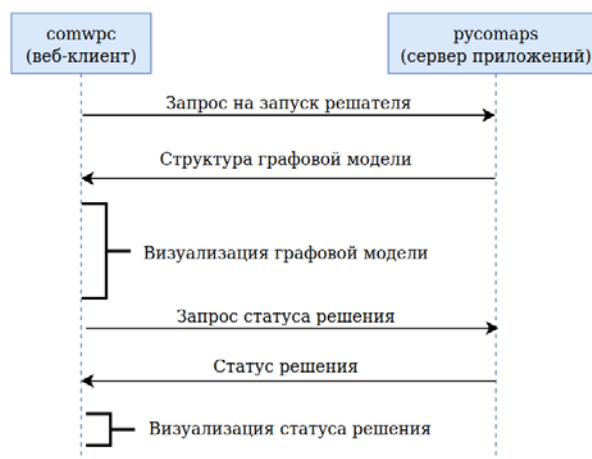 comwpc
(веб-клиент)
pycomaps
(сервер приложений)
Запрос на запуск решателя
Структура графовой модели
Визуализация графовой модели
Запрос статуса решения
Статус решения
Визуализация статуса решения